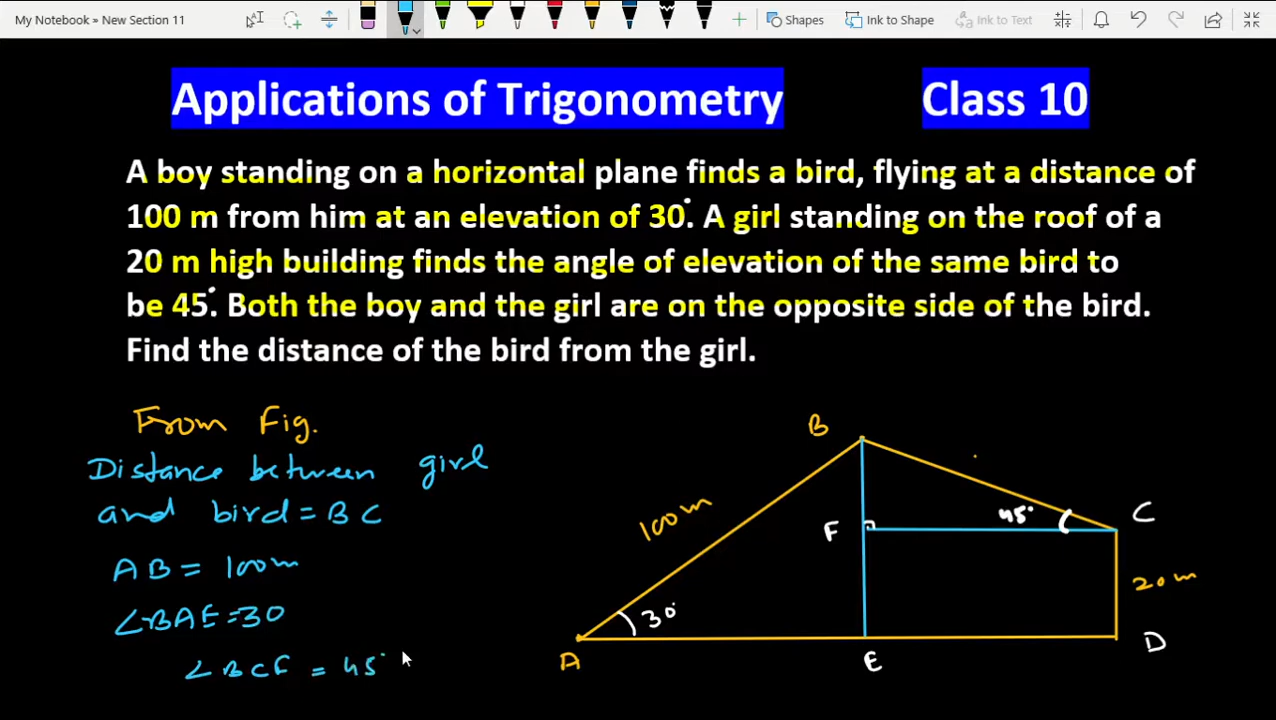 My Notebook » New Section 11
Shapes
Ink to Shape
Ink to Text
Applications of Trigonometry
Class 10
A boy standing on a horizontal plane finds a bird, flying at a distance of
100 m from him at an elevation of 30°. A girl standing on the roof of a
20 m high building finds the angle of elevation of the same bird to
be 45°. Both the boy and the girl are on the opposite side of the bird.
Find the distance of the bird from the girl.
From Fig.
Distance between girl
and bird = BC
AB = 100m
∠BAE = 30
∠BCF = 45°
B
100m
45°
C
F
20m
30°
A
E
D